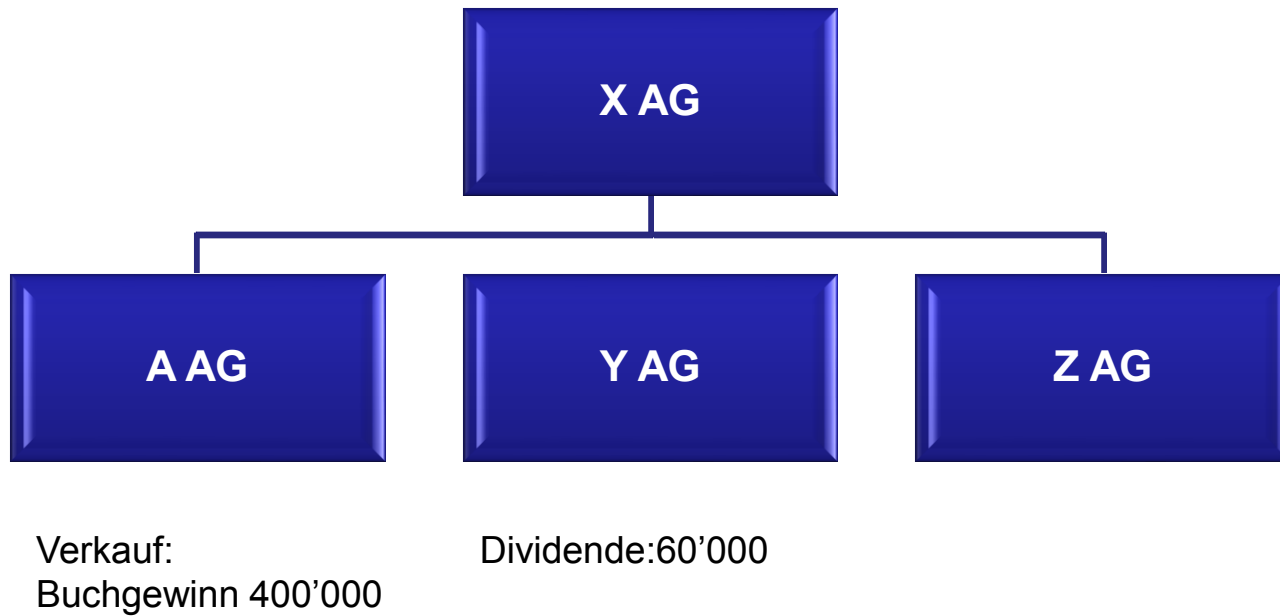 X AG
A AG
Y AG
Z AG
Verkauf:
Buchgewinn 400’000
Dividende:60’000